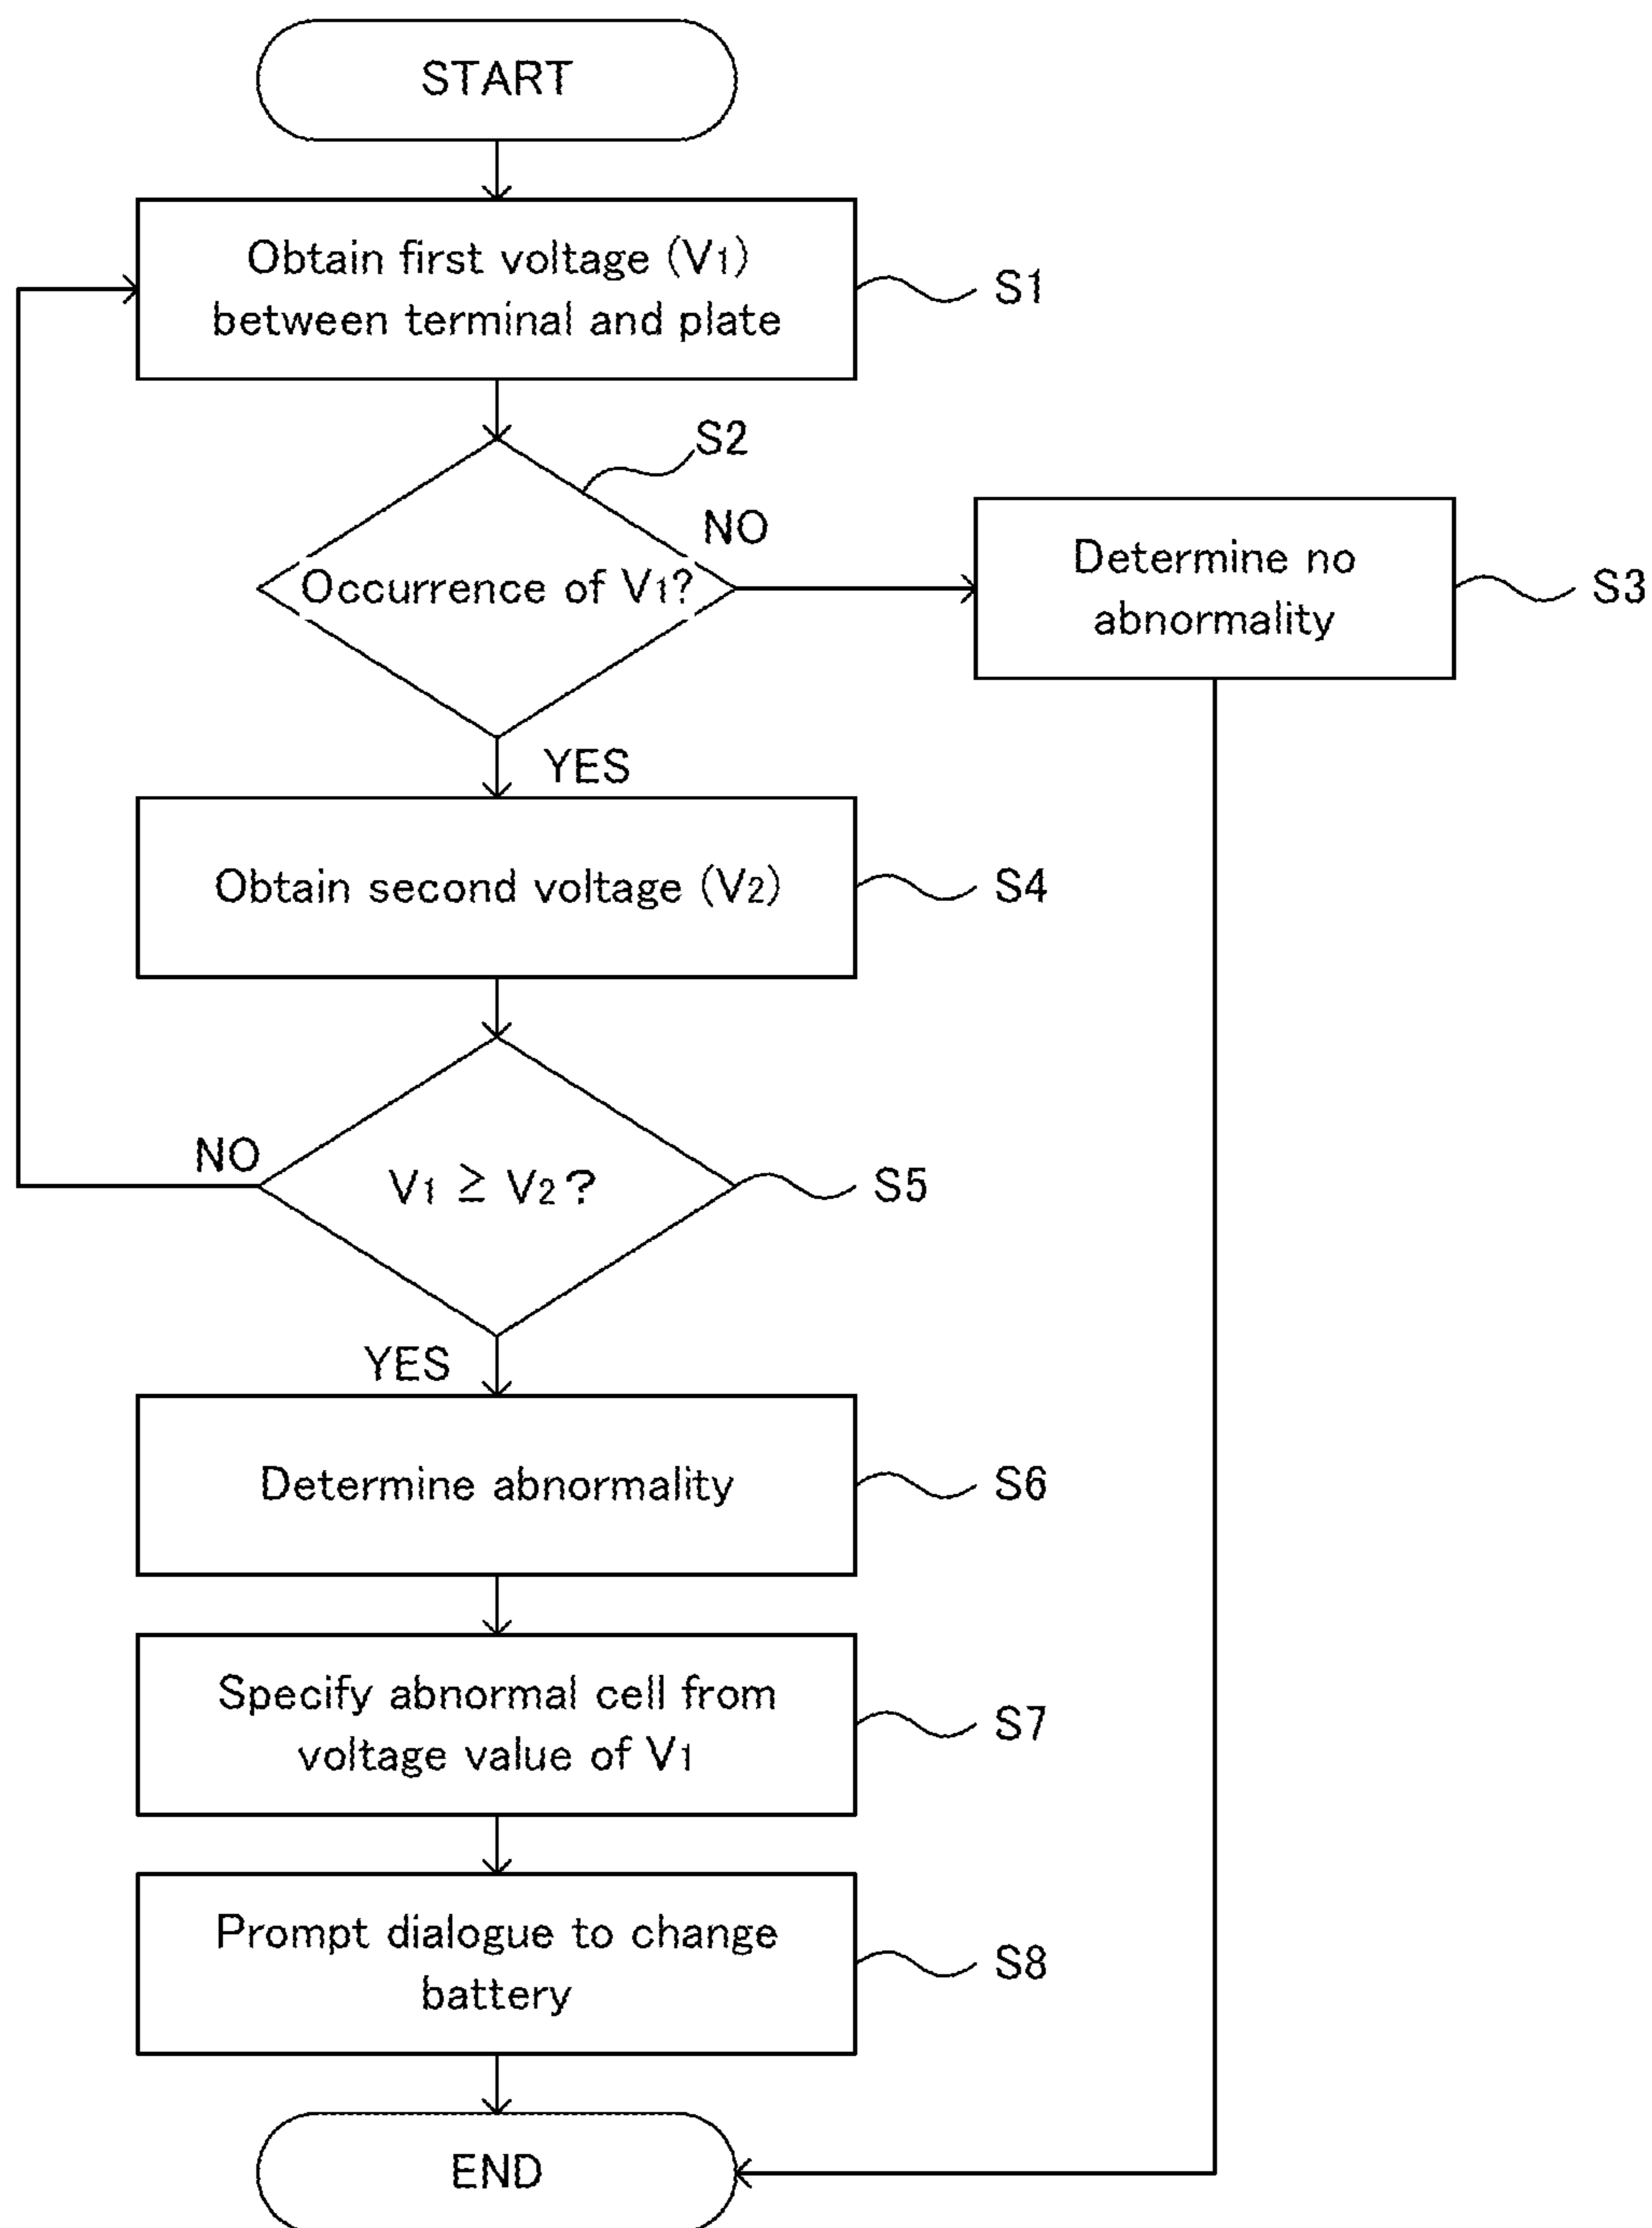 START
Obtain first voltage (V1)
between terminal and plate
S1
S2
NO
Occurrence of V1?
Determine no
abnormality
S3
YES
Obtain second voltage (V2)
S4
NO
V1 ≥ V2?
S5
YES
Determine abnormality
S6
Specify abnormal cell from
voltage value of V1
S7
Prompt dialogue to change
battery
S8
END